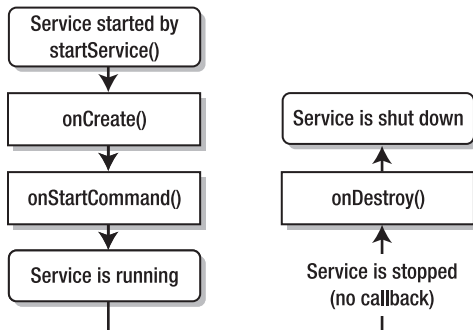 Service started by
startService()
onCreate()
onStartCommand()
Service is running
Service is shut down
onDestroy()
Service is stopped
(no callback)